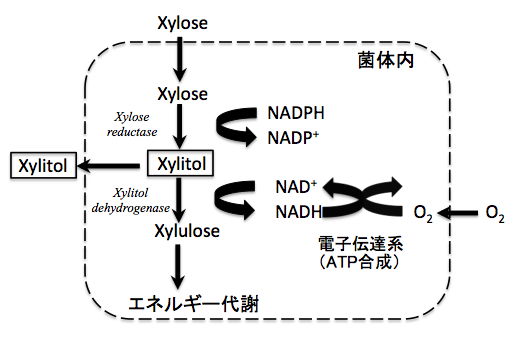 Xylose
菌体内
Xylose
Xylose
reductase
NADPH
NADP+
Xylitol
Xylitol
Xylitol
dehydrogenase
NAD+
NADH
O2
O2
Xylulose
電子伝達系
(ATP合成)
エネルギー代謝